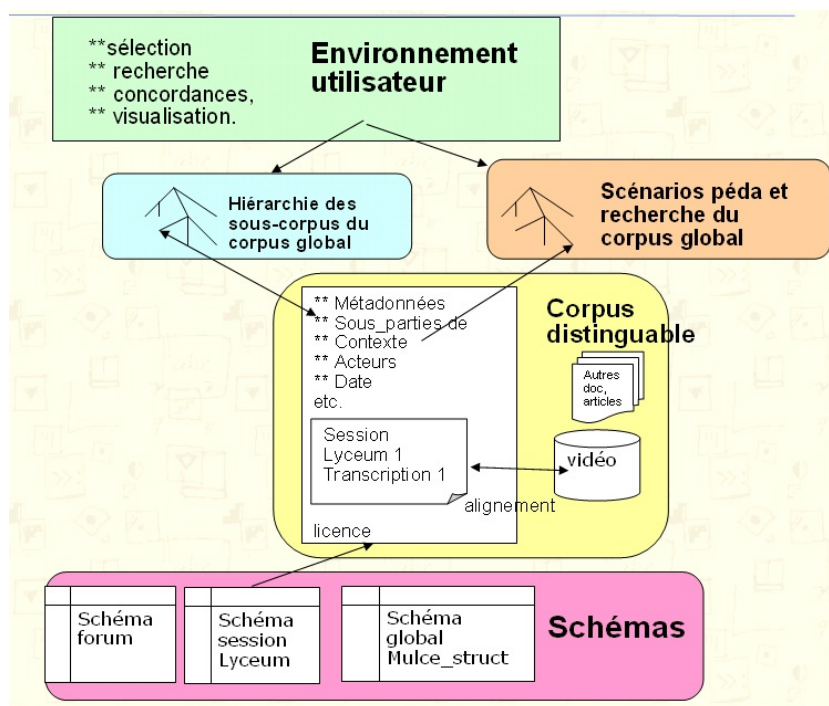 **sélection
** recherche
** concordances,
** visualisation.
Environnement
utilisateur
Hiérarchie des
sous-corpus du
corpus global
Scénarios péda et
recherche du
corpus global
** Métadonnées
** Sous_parties de
** Contexte
** Acteurs
** Date
etc.
Session
Lyceum 1
Transcription 1
licence
Corpus
distinguable
Autres
doc,
articles
vidéo
alignement
Schéma
forum
Schéma
session
Lyceum
Schéma
global
Mulce_struct
Schémas